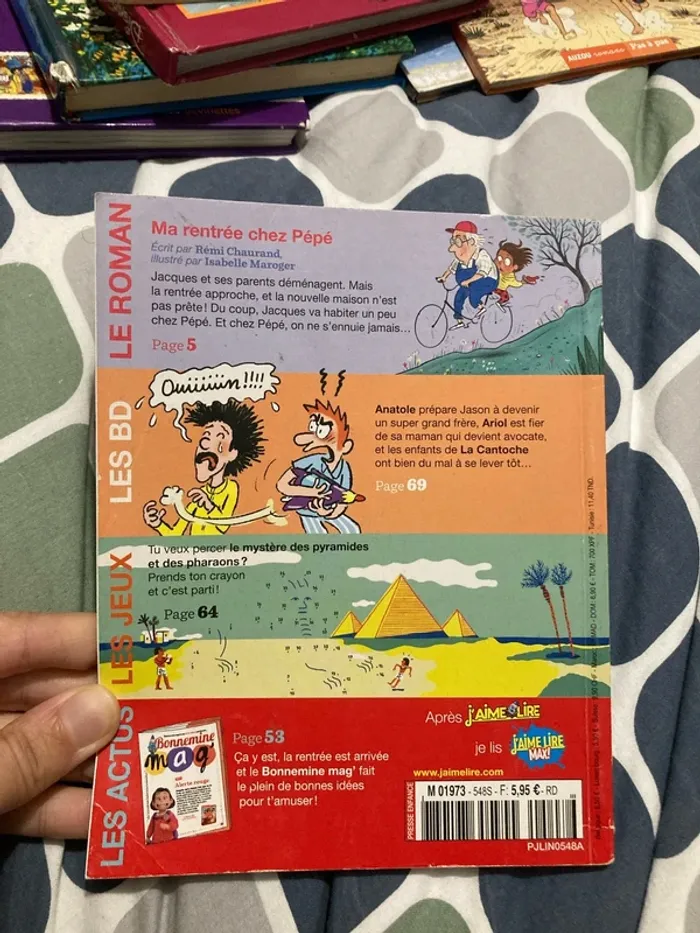 AUZOU romans Pas à pas
LE ROMAN
Ma rentrée chez Pépé
Écrit par Rémi Chaurand,
illustré par Isabelle Maroger
Jacques et ses parents déménagent. Mais
la rentrée approche, et la nouvelle maison n'est
pas prête ! Du coup, Jacques va habiter un peu
chez Pépé. Et chez Pépé, on ne s'ennuie jamais...
Page 5
LES BD
Ouiiiiiin !!!!
Anatole prépare Jason à devenir
un super grand frère, Ariol est fier
de sa maman qui devient avocate,
et les enfants de La Cantoche
ont bien du mal à se lever tôt...
Page 69
LES JEUX
Tu veux percer le mystère des pyramides
et des pharaons ?
Prends ton crayon
et c'est parti !
Page 64
LES ACTUS
Bonnemine
mag'
Alerte rouge
Page 53
Ça y est, la rentrée est arrivée
et le Bonnemine mag' fait
le plein de bonnes idées
pour t'amuser !
Après J'AIME LIRE
je lis J'AIME LIRE MAX!
www.jaimelire.com
PRESSE ENFANCE
M 01973 - 548S - F: 5,95 € - RD
PJLIN0548A